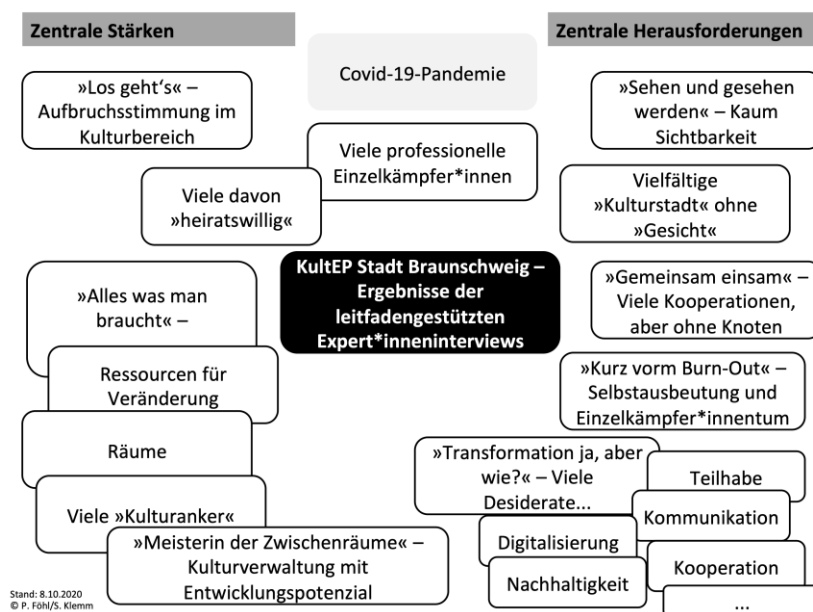 Zentrale Stärken
Zentrale Herausforderungen
Covid-19-Pandemie
»Los geht‘s« –
Aufbruchsstimmung im
Kulturbereich
Viele professionelle
Einzelkämpfer*innen
Viele davon
»heiratswillig«
»Sehen und gesehen
werden« – Kaum
Sichtbarkeit
Vielfältige
»Kulturstadt« ohne
»Gesicht«
KultEP Stadt Braunschweig –
Ergebnisse der
leitfadengestützten
Expert*inneninterviews
»Alles was man
braucht« –
Ressourcen für
Veränderung
Räume
Viele »Kulturanker«
»Meisterin der Zwischenräume« –
Kulturverwaltung mit
Entwicklungspotenzial
»Gemeinsam einsam« –
Viele Kooperationen,
aber ohne Knoten
»Kurz vorm Burn-Out« –
Selbstausbeutung und
Einzelkämpfer*innentum
»Transformation ja, aber
wie?« – Viele
Desiderate...
Teilhabe
Kommunikation
Digitalisierung
Kooperation
Nachhaltigkeit
...
Stand: 8.10.2020
© P. Föhl/S. Klemm